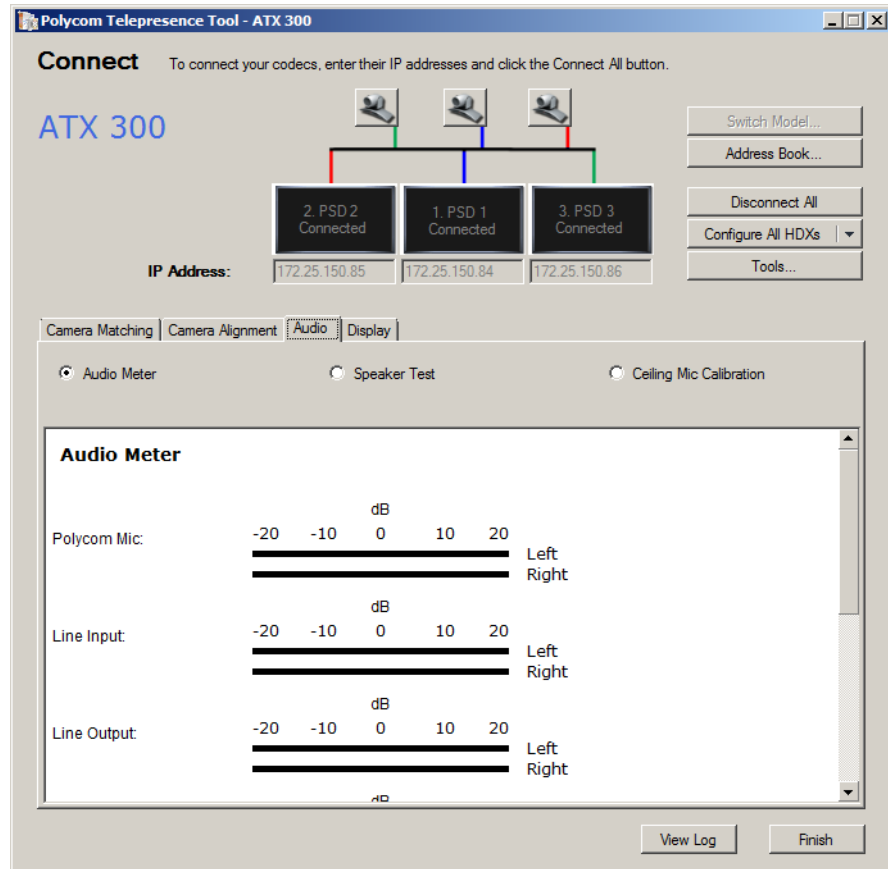 Polycom Telepresence Tool - ATX 300
Connect To connect your codecs, enter their IP addresses and click the Connect All button.
ATX 300
Switch Model...
Address Book...
2. PSD 2 1. PSD 1 3. PSD 3
Connected Connected Connected
Disconnect All
Configure All HDXs
IP Address: 172.25.150.85 172.25.150.84 172.25.150.86
Tools...
Camera Matching Camera Alignment Audio Display
Audio Meter Speaker Test Ceiling Mic Calibration
Audio Meter
dB
Polycom Mic: -20 -10 0 10 20
Left
Right
dB
Line Input: -20 -10 0 10 20
Left
Right
dB
Line Output: -20 -10 0 10 20
Left
Right
dB
View Log Finish